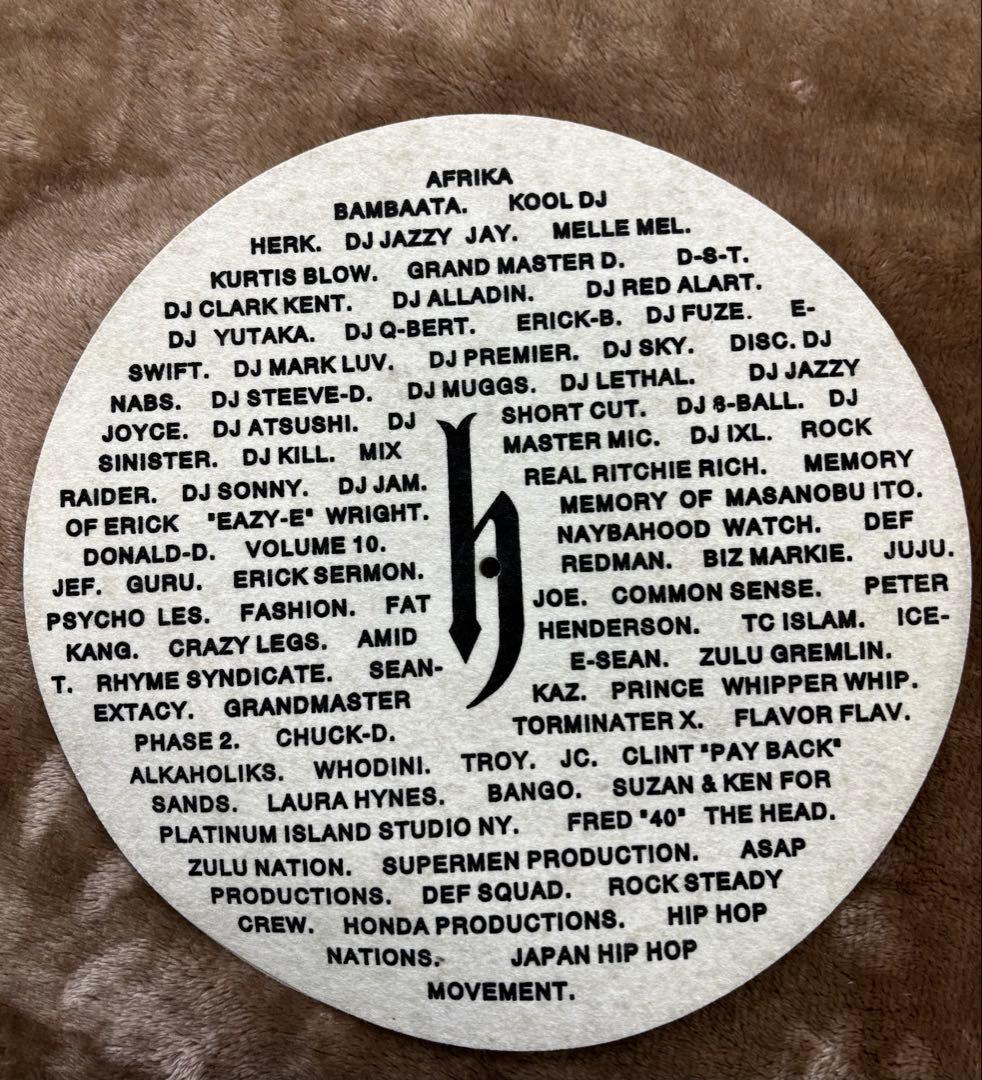 AFRIKA
BAMBAATA. KOOL DJ
HERK. DJ JAZZY JAY. MELLE MEL.
KURTIS BLOW. GRAND MASTER D. D-S-T.
DJ CLARK KENT. DJ ALLADIN. DJ RED ALART.
DJ YUTAKA. DJ Q-BERT. ERICK-B. DJ FUZE. E-
SWIFT. DJ MARK LUV. DJ PREMIER. DJ SKY. DISC. DJ
NABS. DJ STEEVE-D. DJ MUGGS. DJ LETHAL. DJ JAZZY
JOYCE. DJ ATSUSHI. DJ SHORT CUT. DJ 8-BALL. DJ
SINISTER. DJ KILL. MIX MASTER MIC. DJ IXL. ROCK
RAIDER. DJ SONNY. DJ JAM. REAL RITCHIE RICH. MEMORY
OF ERICK "EAZY-E" WRIGHT. MEMORY OF MASANOBU ITO.
DONALD-D. VOLUME 10. NAYBAHOOD WATCH. DEF
JEF. GURU. ERICK SERMON. REDMAN. BIZ MARKIE. JUJU.
PSYCHO LES. FASHION. FAT JOE. COMMON SENSE. PETER
KANG. CRAZY LEGS. AMID HENDERSON. TC ISLAM. ICE-
T. RHYME SYNDICATE. SEAN- E-SEAN. ZULU GREMLIN.
EXTACY. GRANDMASTER KAZ. PRINCE WHIPPER WHIP.
PHASE 2. CHUCK-D. TORMINATER X. FLAVOR FLAV.
ALKAHOLIKS. WHODINI. TROY. JC. CLINT "PAY BACK"
SANDS. LAURA HYNES. BANGO. SUZAN & KEN FOR
PLATINUM ISLAND STUDIO NY. FRED "40" THE HEAD.
ZULU NATION. SUPERMEN PRODUCTION. ASAP
PRODUCTIONS. DEF SQUAD. ROCK STEADY
CREW. HONDA PRODUCTIONS. HIP HOP
NATIONS. JAPAN HIP HOP
MOVEMENT.